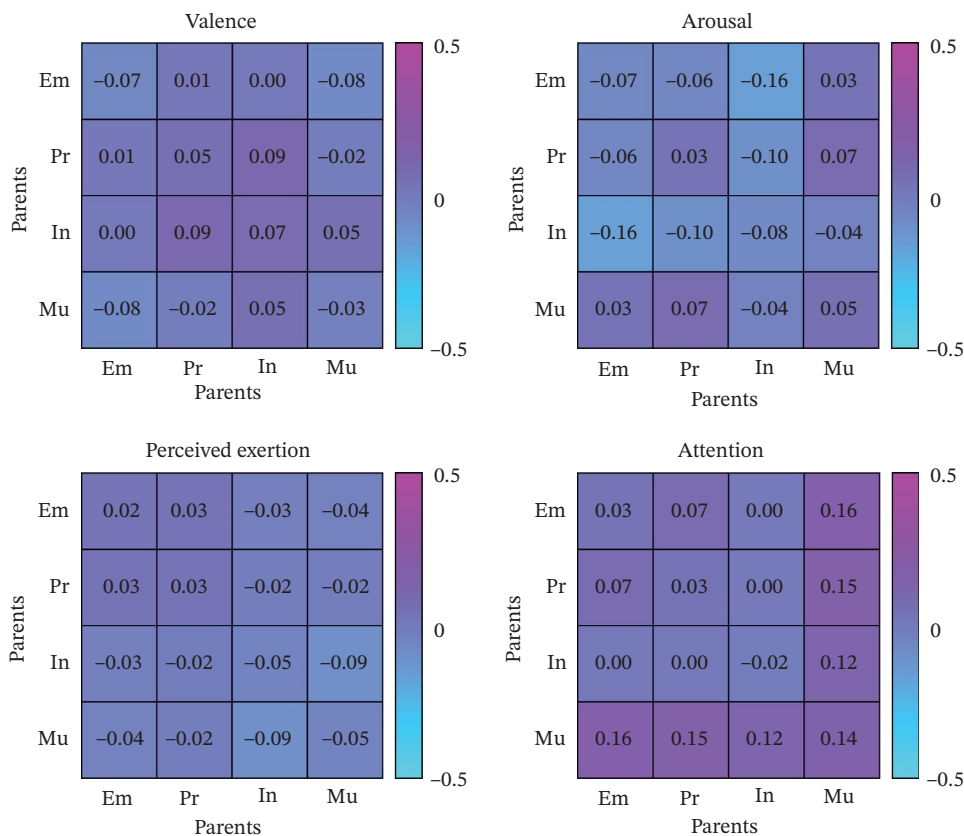 Valence
Em −0.07 0.01 0.00 −0.08
Pr 0.01 0.05 0.09 −0.02
In 0.00 0.09 0.07 0.05
Mu −0.08 −0.02 0.05 −0.03
Em Pr In Mu
Parents
Parents
0.5
0
−0.5
Arousal
Em −0.07 −0.06 −0.16 0.03
Pr −0.06 0.03 −0.10 0.07
In −0.16 −0.10 −0.08 −0.04
Mu 0.03 0.07 −0.04 0.05
Em Pr In Mu
Parents
Parents
0.5
0
−0.5
Perceived exertion
Em 0.02 0.03 −0.03 −0.04
Pr 0.03 0.03 −0.02 −0.02
In −0.03 −0.02 −0.05 −0.09
Mu −0.04 −0.02 −0.09 −0.05
Em Pr In Mu
Parents
Parents
0.5
0
−0.5
Attention
Em 0.03 0.07 0.00 0.16
Pr 0.07 0.03 0.00 0.15
In 0.00 0.00 −0.02 0.12
Mu 0.16 0.15 0.12 0.14
Em Pr In Mu
Parents
Parents
0.5
0
−0.5